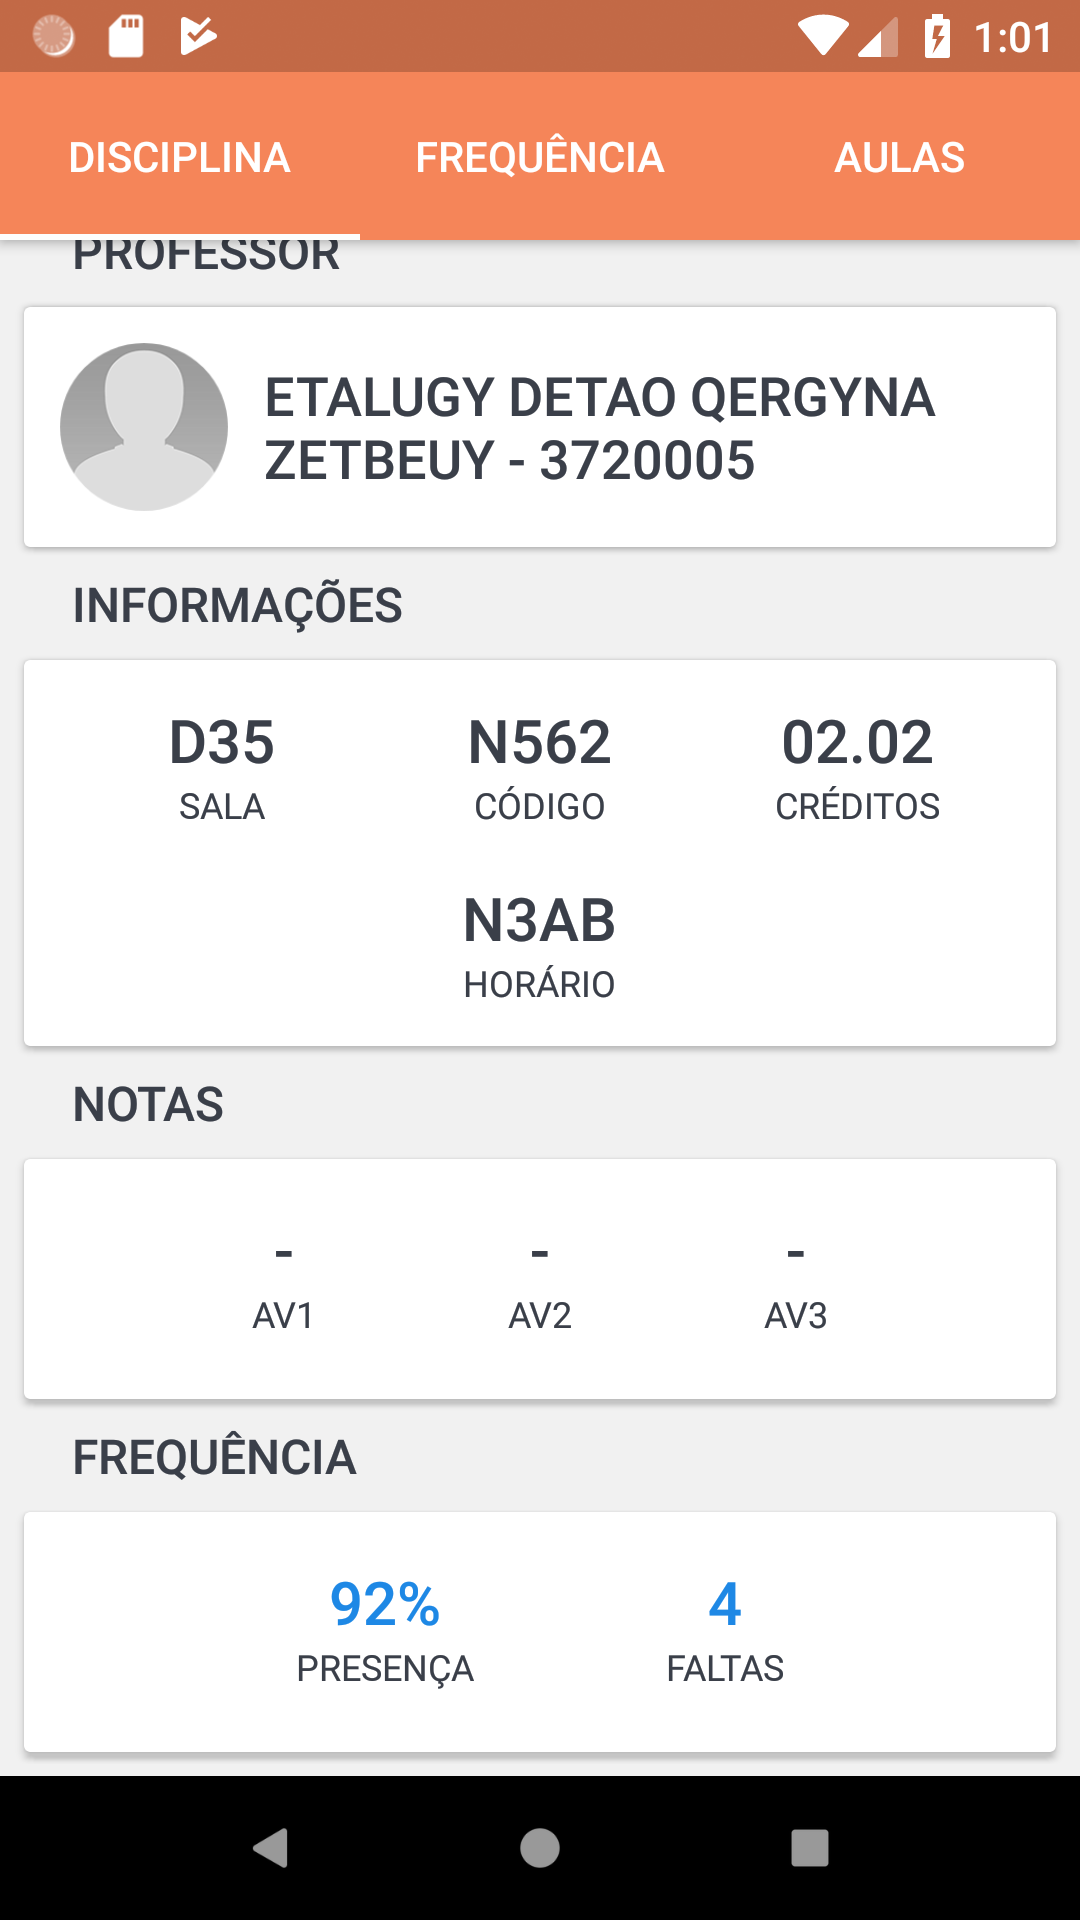 1:01
DISCIPLINA FREQUÊNCIA AULAS
PROFESSOR
ETALUGY DETAO QERGYNA
ZETBEUY - 3720005
INFORMAÇÕES
D35 N562 02.02
SALA CÓDIGO CRÉDITOS
N3AB
HORÁRIO
NOTAS
- - -
AV1 AV2 AV3
FREQUÊNCIA
92% 4
PRESENÇA FALTAS